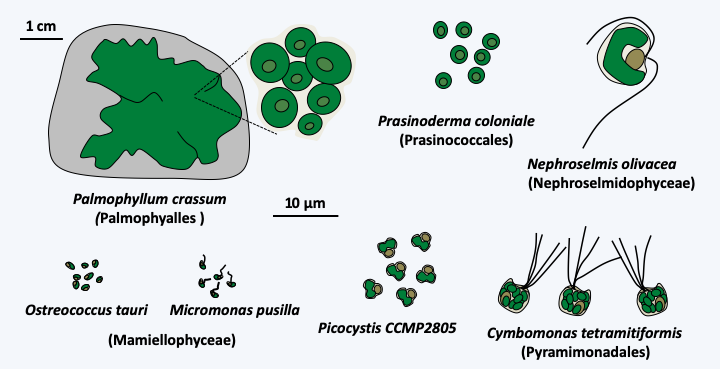 1 cm
Palmophyllum crassum
(Palmophyalles )
10 µm
Prasinoderma coloniale
(Prasinococcales)
Nephroselmis olivacea
(Nephroselmidophyceae)
Ostreococcus tauri
Micromonas pusilla
(Mamiellophyceae)
Picocystis CCMP2805
Cymbomonas tetramitiformis
(Pyramimonadales)